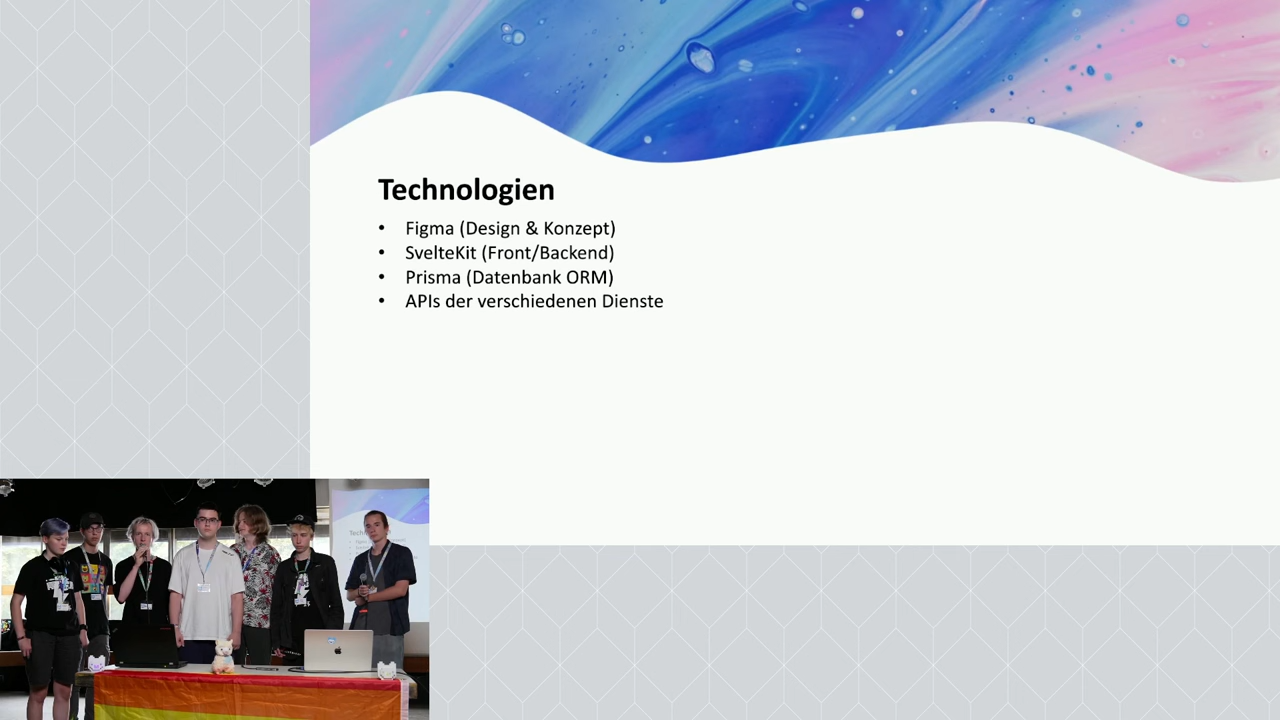 Technologien
• Figma (Design & Konzept)
• SvelteKit (Front/Backend)
• Prisma (Datenbank ORM)
• APIs der verschiedenen Dienste